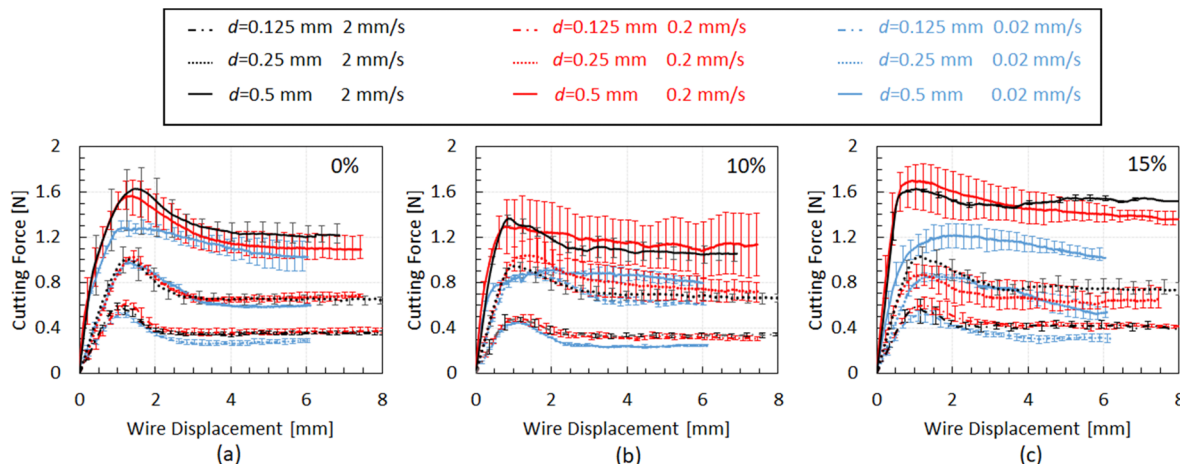 d=0.125 mm 2 mm/s
d=0.25 mm 2 mm/s
d=0.5 mm 2 mm/s
d=0.125 mm 0.2 mm/s
d=0.25 mm 0.2 mm/s
d=0.5 mm 0.2 mm/s
d=0.125 mm 0.02 mm/s
d=0.25 mm 0.02 mm/s
d=0.5 mm 0.02 mm/s
Cutting Force [N]
2
1.6
1.2
0.8
0.4
0
0%
0 2 4 6 8
Wire Displacement [mm]
(a)
Cutting Force [N]
2
1.6
1.2
0.8
0.4
0
10%
0 2 4 6 8
Wire Displacement [mm]
(b)
Cutting Force [N]
2
1.6
1.2
0.8
0.4
0
15%
0 2 4 6 8
Wire Displacement [mm]
(c)